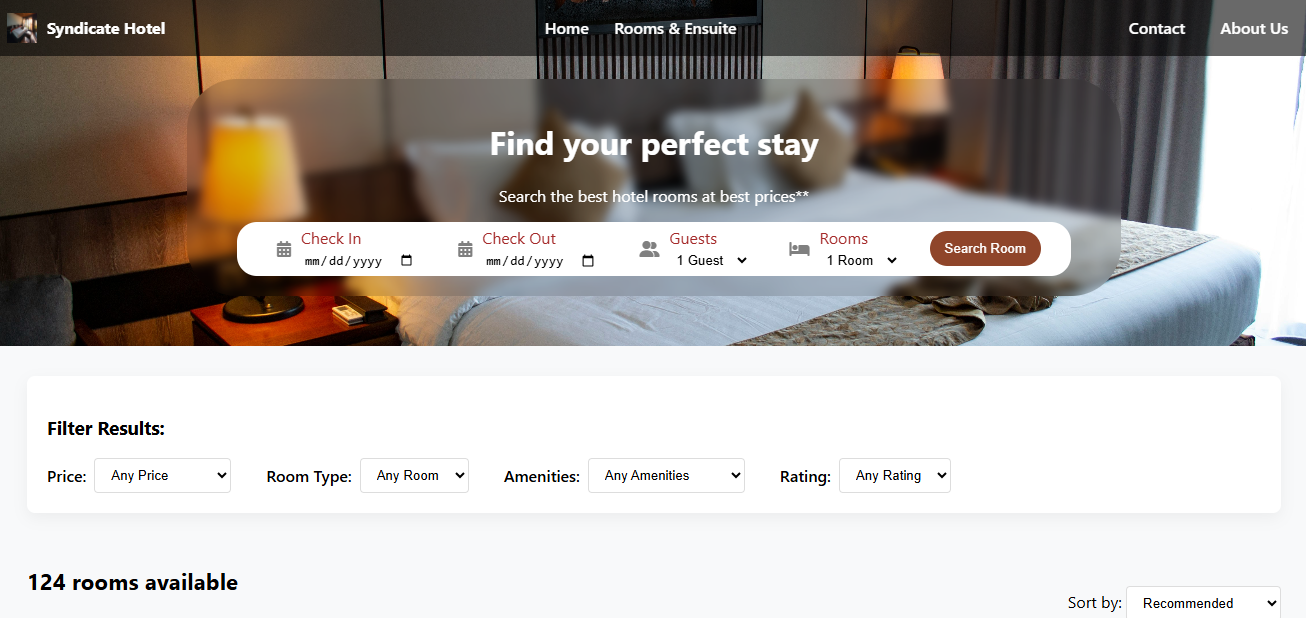 Syndicate Hotel Home Rooms & Ensuite Contact About Us
Find your perfect stay
Search the best hotel rooms at best prices**
Check In Check Out Guests Rooms
mm/dd/yyyy mm/dd/yyyy 1 Guest 1 Room Search Room
Filter Results:
Price: Any Price Room Type: Any Room Amenities: Any Amenities Rating: Any Rating
124 rooms available
Sort by: Recommended